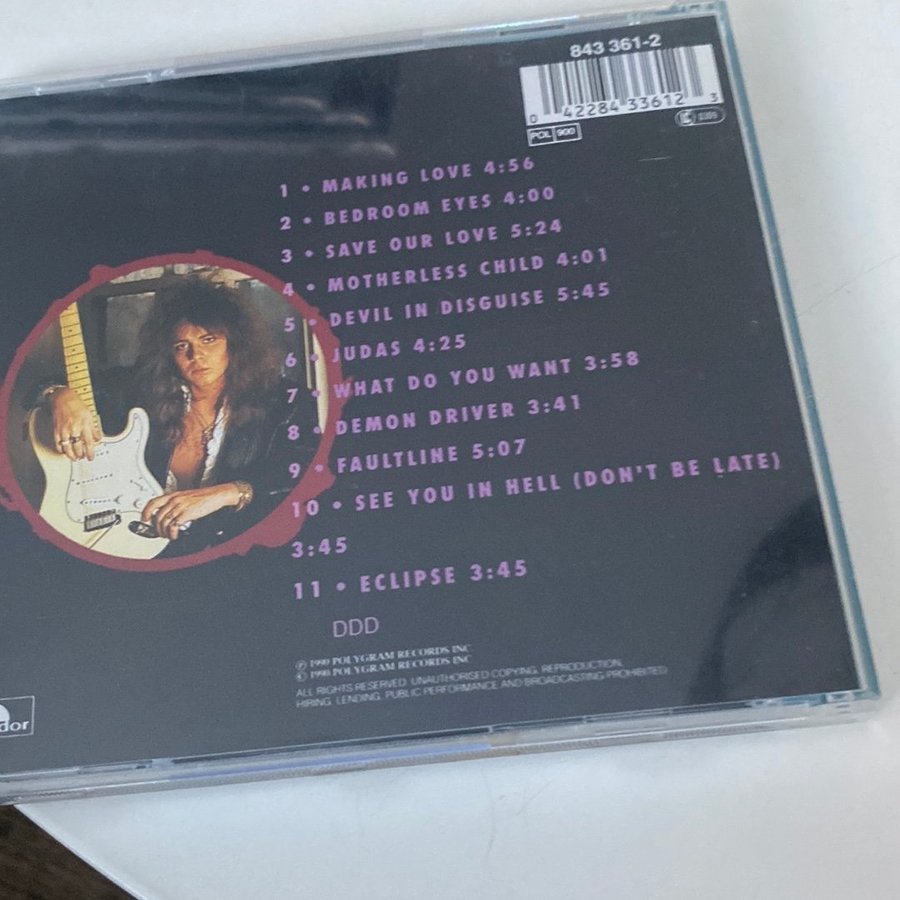 843 361-2
0 42284 33612 3
POL 900
1 • MAKING LOVE 4:56
2 • BEDROOM EYES 4:00
3 • SAVE OUR LOVE 5:24
4 • MOTHERLESS CHILD 4:01
5 • DEVIL IN DISGUISE 5:45
6 • JUDAS 4:25
7 • WHAT DO YOU WANT 3:58
8 • DEMON DRIVER 3:41
9 • FAULTLINE 5:07
10 • SEE YOU IN HELL (DON'T BE LATE)
3:45
11 • ECLIPSE 3:45
DDD
℗ 1990 POLYGRAM RECORDS INC
© 1990 POLYGRAM RECORDS INC
ALL RIGHTS RESERVED. UNAUTHORISED COPYING, REPRODUCTION,
HIRING, LENDING, PUBLIC PERFORMANCE AND BROADCASTING PROHIBITED
dor